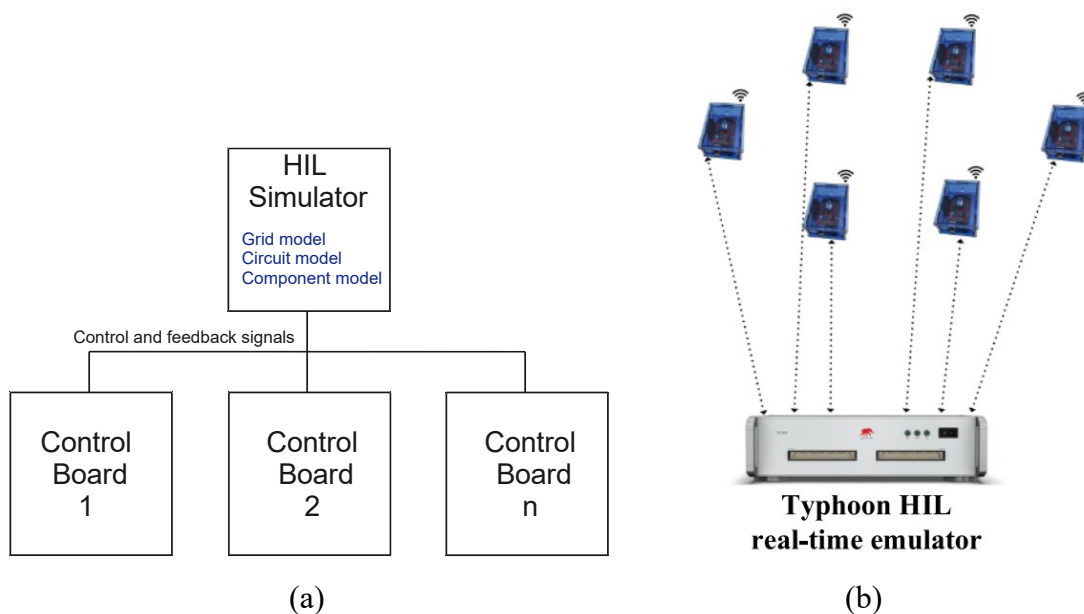 HIL
Simulator
Grid model
Circuit model
Component model
Control and feedback signals
Control
Board
1
Control
Board
2
Control
Board
n
(a)
Typhoon HIL
real-time emulator
(b)